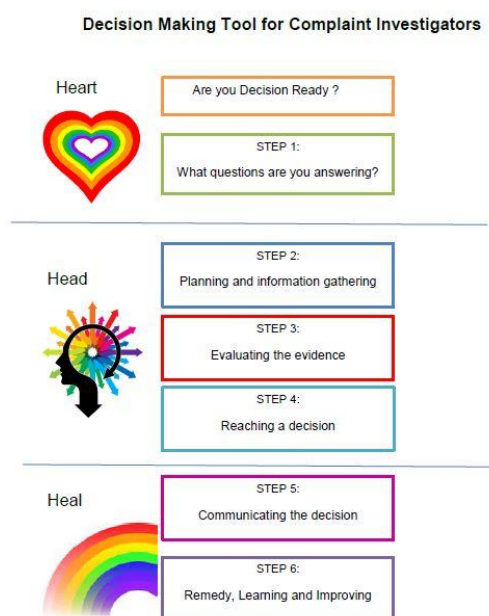 Decision Making Tool for Complaint Investigators
Heart
Are you Decision Ready ?
STEP 1:
What questions are you answering?
Head
STEP 2:
Planning and information gathering
STEP 3:
Evaluating the evidence
STEP 4:
Reaching a decision
Heal
STEP 5:
Communicating the decision
STEP 6:
Remedy, Learning and Improving